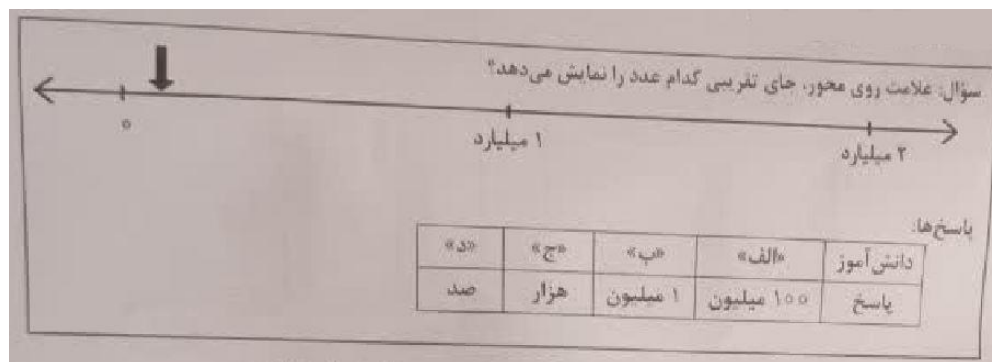 سؤال: علامت روی محور، جای تقریبی کدام عدد را نمایش می‌دهد؟
۰ ۱ میلیارد ۲ میلیارد
پاسخ‌ها:
دانش‌آموز «الف» «ب» «ج» «د»
پاسخ ۱۰۰ میلیون ۱ میلیون هزار صد